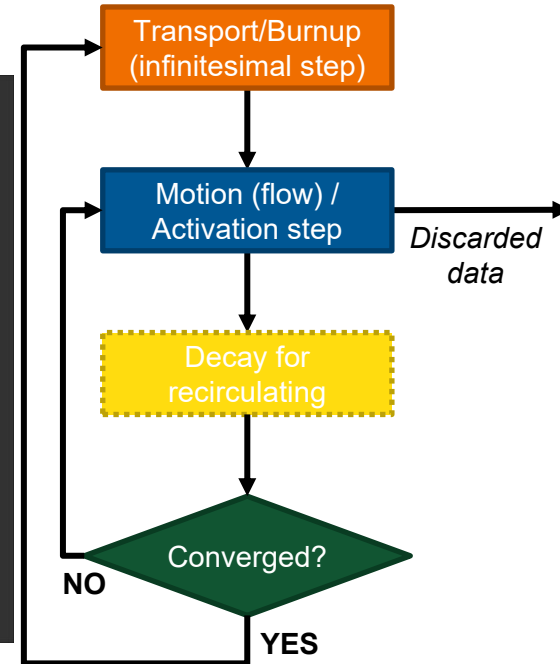 Transport/Burnup
(infinitesimal step)
Motion (flow) /
Activation step
Discarded
data
Decay for
recirculating
Converged?
NO
YES